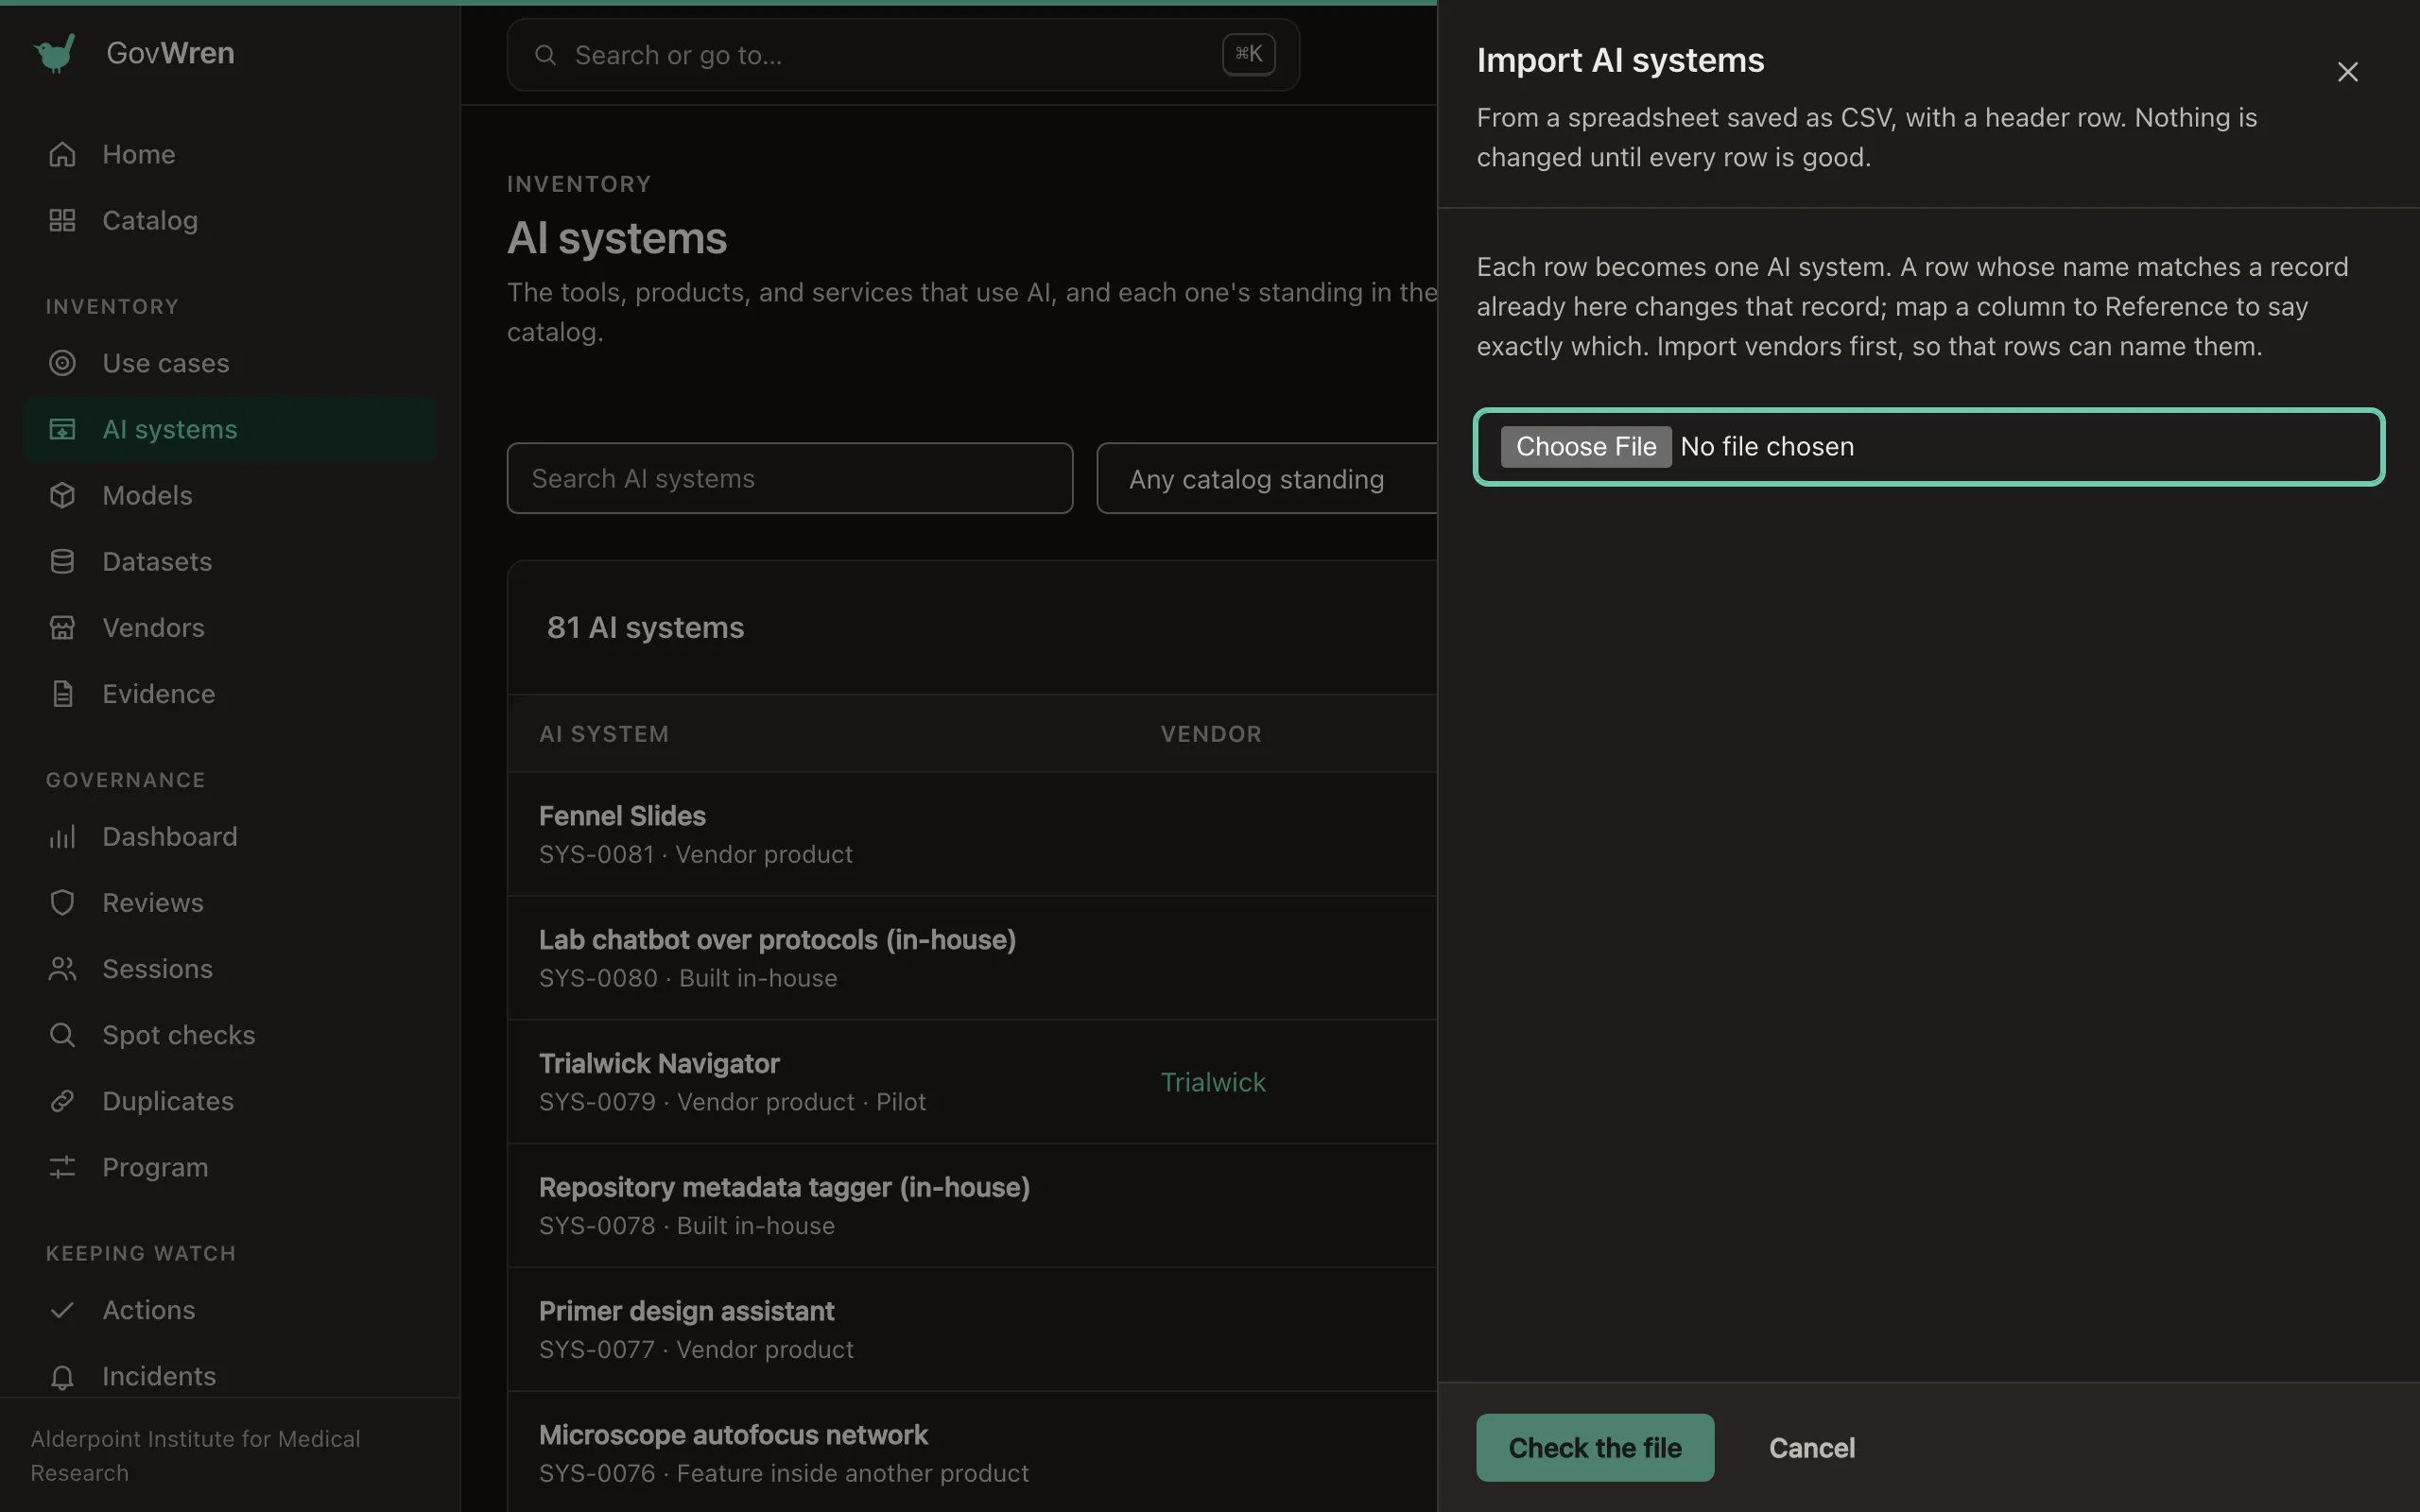 GovWren
Home
Catalog
INVENTORY
Use cases
AI systems
Models
Datasets
Vendors
Evidence
GOVERNANCE
Dashboard
Reviews
Sessions
Spot checks
Duplicates
Program
KEEPING WATCH
Actions
Incidents
Alderpoint Institute for Medical
Research
Search or go to...
⌘K
INVENTORY
AI systems
The tools, products, and services that use AI, and each one's standing in the
catalog.
Search AI systems
Any catalog standing
81 AI systems
AI SYSTEM
VENDOR
Fennel Slides
SYS-0081 · Vendor product
Lab chatbot over protocols (in-house)
SYS-0080 · Built in-house
Trialwick Navigator
SYS-0079 · Vendor product · Pilot
Trialwick
Repository metadata tagger (in-house)
SYS-0078 · Built in-house
Primer design assistant
SYS-0077 · Vendor product
Microscope autofocus network
SYS-0076 · Feature inside another product
Import AI systems
From a spreadsheet saved as CSV, with a header row. Nothing is
changed until every row is good.
Each row becomes one AI system. A row whose name matches a record
already here changes that record; map a column to Reference to say
exactly which. Import vendors first, so that rows can name them.
Choose File No file chosen
Check the file
Cancel